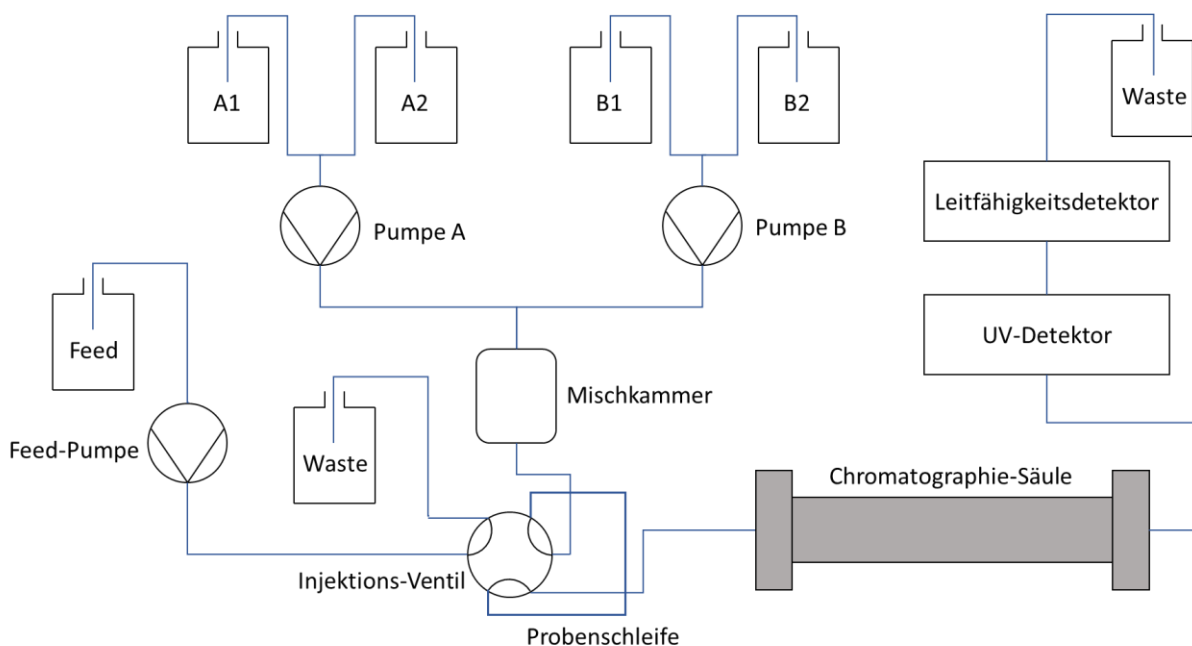 A1
A2
B1
B2
Waste
Leitfähigkeitsdetektor
Pumpe A
Pumpe B
Feed
UV-Detektor
Mischkammer
Feed-Pumpe
Waste
Chromatographie-Säule
Injektions-Ventil
Probenschleife